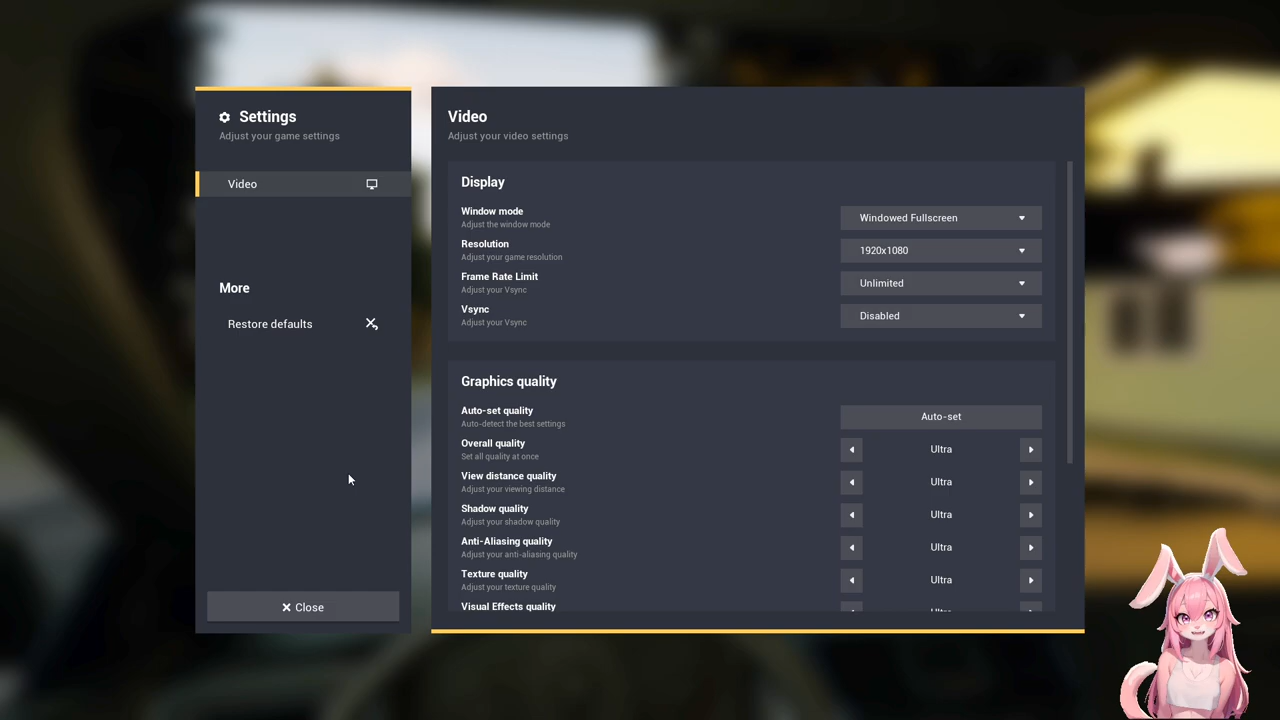 Settings
Adjust your game settings
Video
More
Restore defaults
Close
Video
Adjust your video settings
Display
Window mode
Adjust the window mode
Windowed Fullscreen
Resolution
Adjust your game resolution
1920x1080
Frame Rate Limit
Adjust your Vsync
Unlimited
Vsync
Adjust your Vsync
Disabled
Graphics quality
Auto-set quality
Auto-detect the best settings
Auto-set
Overall quality
Set all quality at once
Ultra
View distance quality
Adjust your viewing distance
Ultra
Shadow quality
Adjust your shadow quality
Ultra
Anti-Aliasing quality
Adjust your anti-aliasing quality
Ultra
Texture quality
Adjust your texture quality
Ultra
Visual Effects quality
Ultra